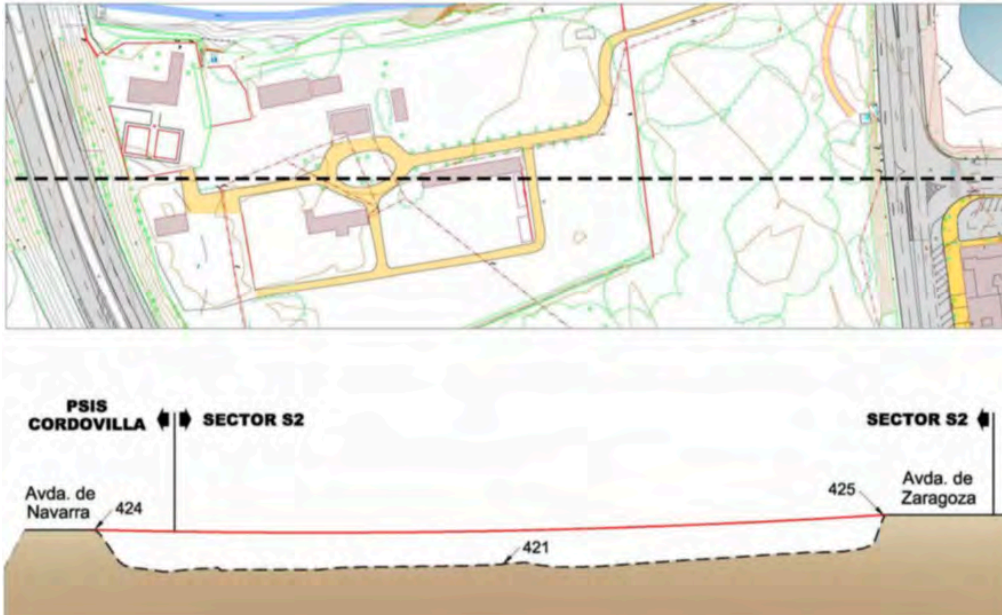 PSIS
CORDOVILLA
SECTOR S2
SECTOR S2
Avda. de
Navarra
424
425
Avda. de
Zaragoza
421